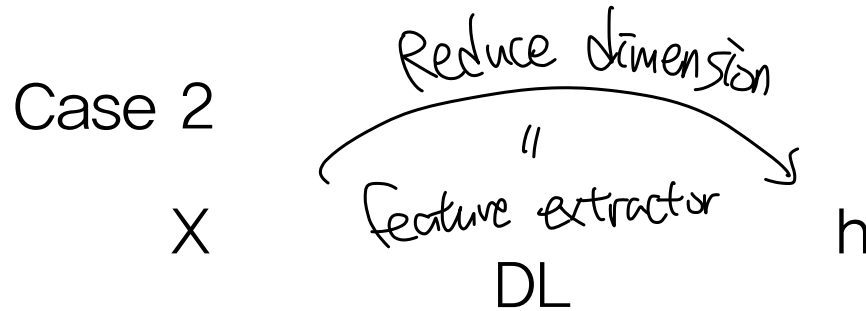 Reduce dimension
Case 2
"
X feature extractor h
DL